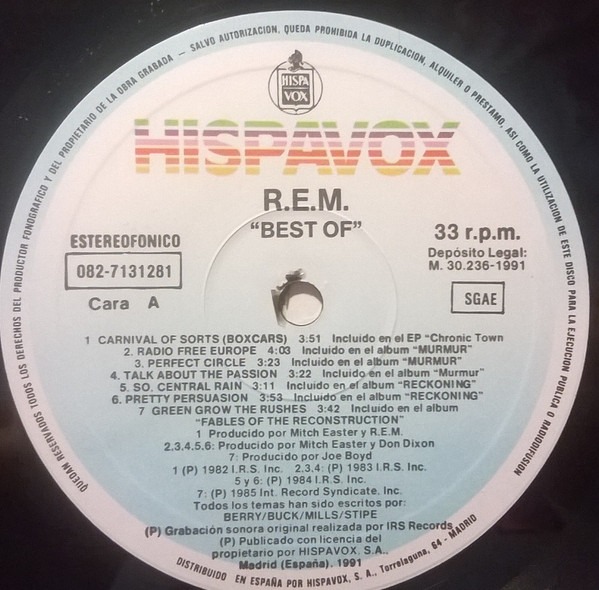 QUEDAN RESERVADOS TODOS LOS DERECHOS DEL PRODUCTOR FONOGRAFICO Y DEL PROPIETARIO DE LA OBRA GRABADA — SALVO AUTORIZACION, QUEDA PROHIBIDA LA DUPLICACION, ALQUILER O PRESTAMO, ASI COMO LA UTILIZACION DE ESTE DISCO PARA LA EJECUCION PUBLICA O RADIODIFUSION
HISPA
VOX
HISPAVOX
R.E.M.
"BEST OF"
ESTEREOFONICO
082-7131281
Cara A
33 r.p.m.
Depósito Legal:
M. 30.236-1991
SGAE
1 CARNIVAL OF SORTS (BOXCARS) 3:51 Incluido en el EP "Chronic Town
2. RADIO FREE EUROPE 4:03 Incluido en el album "MURMUR"
3. PERFECT CIRCLE 3:23 Incluido en el album "MURMUR"
4. TALK ABOUT THE PASSION 3:22 Incluido en el album "Murmur"
5. SO. CENTRAL RAIN 3:11 Incluido en el album "RECKONING"
6. PRETTY PERSUASION 3:53 Incluido en el album "RECKONING"
7 GREEN GROW THE RUSHES 3:42 Incluido en el album
"FABLES OF THE RECONSTRUCTION"
1 Producido por Mitch Easter y R.E.M.
2.3.4.5.6: Producido por Mitch Easter y Don Dixon
7: Producido por Joe Boyd
1 (P) 1982 I.R.S. Inc. 2.3.4: (P) 1983 I.R.S. Inc.
5 y 6: (P) 1984 I.R.S. Inc.
7: (P) 1985 Int. Record Syndicate, Inc.
Todos los temas han sido escritos por:
BERRY/BUCK/MILLS/STIPE
(P) Grabación sonora original realizada por IRS Records
(P) Publicado con licencia del
propietario por HISPAVOX. S.A.,
Madrid (España). 1991
DISTRIBUIDO EN ESPAÑA POR HISPAVOX, S. A., Torrelaguna, 64 - MADRID